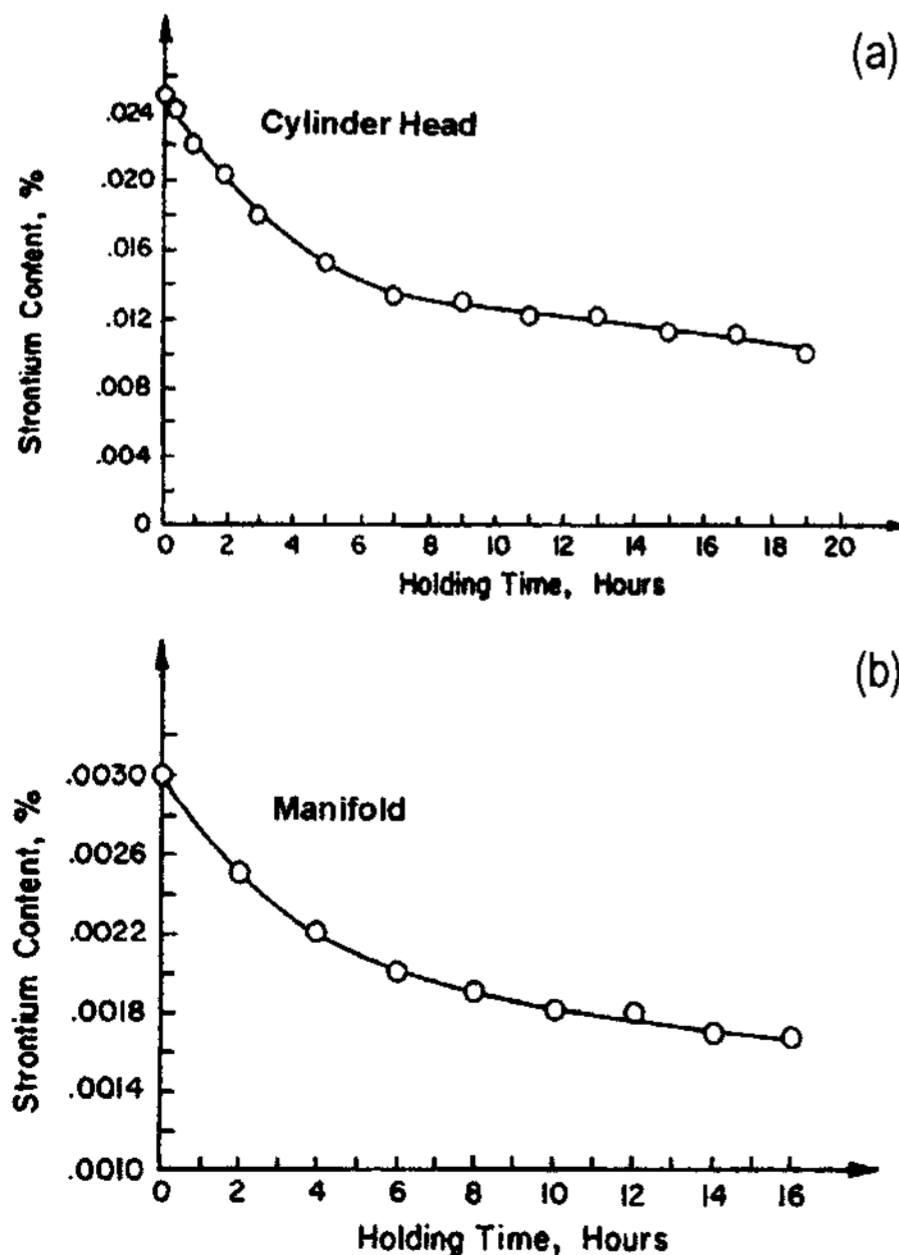 (a)
Cylinder Head
.024
.020
.016
.012
.008
.004
0
Strontium Content, %
0 2 4 6 8 10 12 14 16 18 20
Holding Time, Hours
(b)
Manifold
.0030
.0026
.0022
.0018
.0014
.0010
Strontium Content, %
0 2 4 6 8 10 12 14 16
Holding Time, Hours